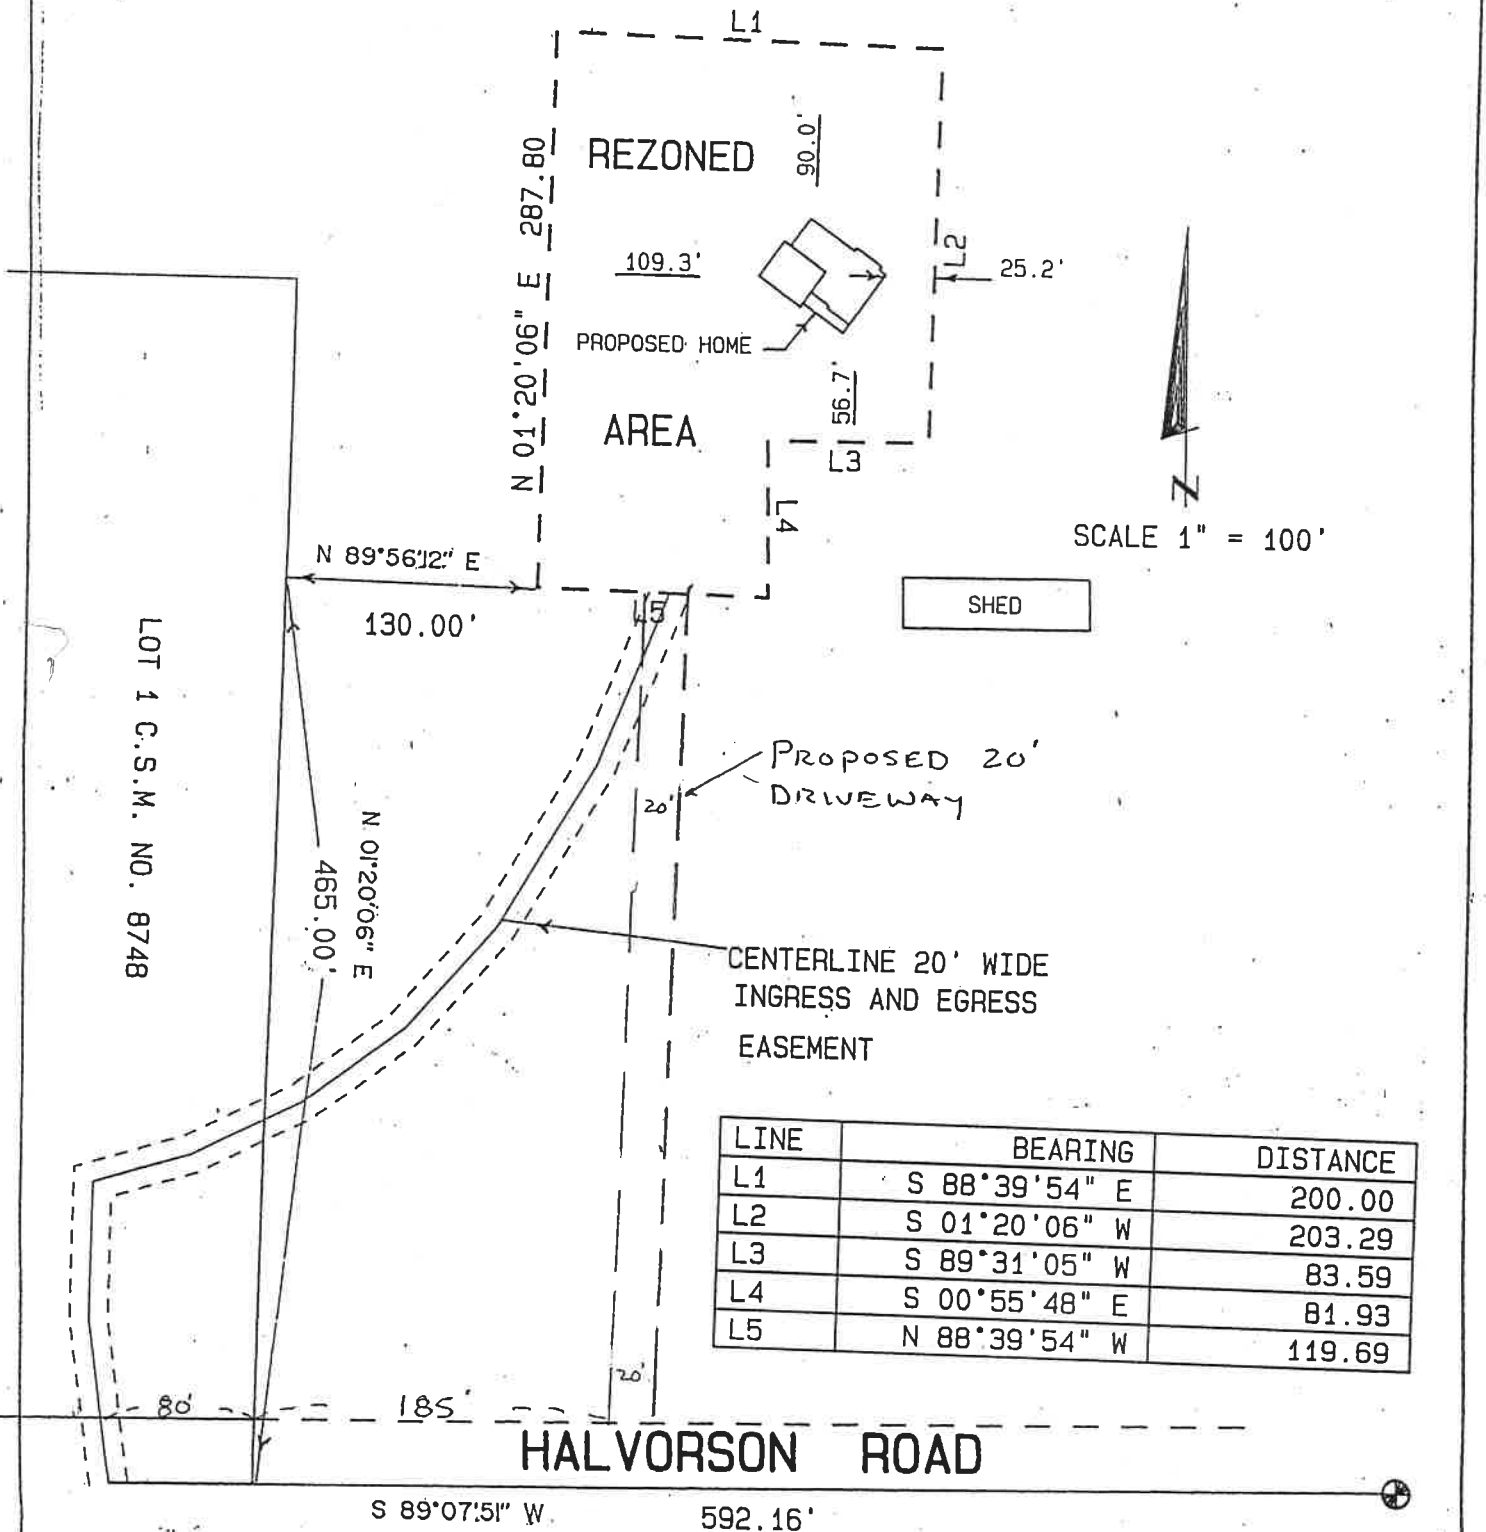 L1
REZONED
90.0'
N 01°20'06" E 287.80
109.3'
L2
25.2'
PROPOSED HOME
56.7'
AREA
L3
L4
N
SCALE 1" = 100'
N 89°56'12" E
130.00'
SHED
L5
LOT 1 C.S.M. NO. 8748
PROPOSED 20'
DRIVEWAY
20'
N 01°20'06" E
465.00'
CENTERLINE 20' WIDE
INGRESS AND EGRESS
EASEMENT
LINE BEARING DISTANCE
L1 S 88°39'54" E 200.00
L2 S 01°20'06" W 203.29
L3 S 89°31'05" W 83.59
L4 S 00°55'48" E 81.93
L5 N 88°39'54" W 119.69
20'
80'
185'
HALVORSON ROAD
S 89°07'51" W 592.16'